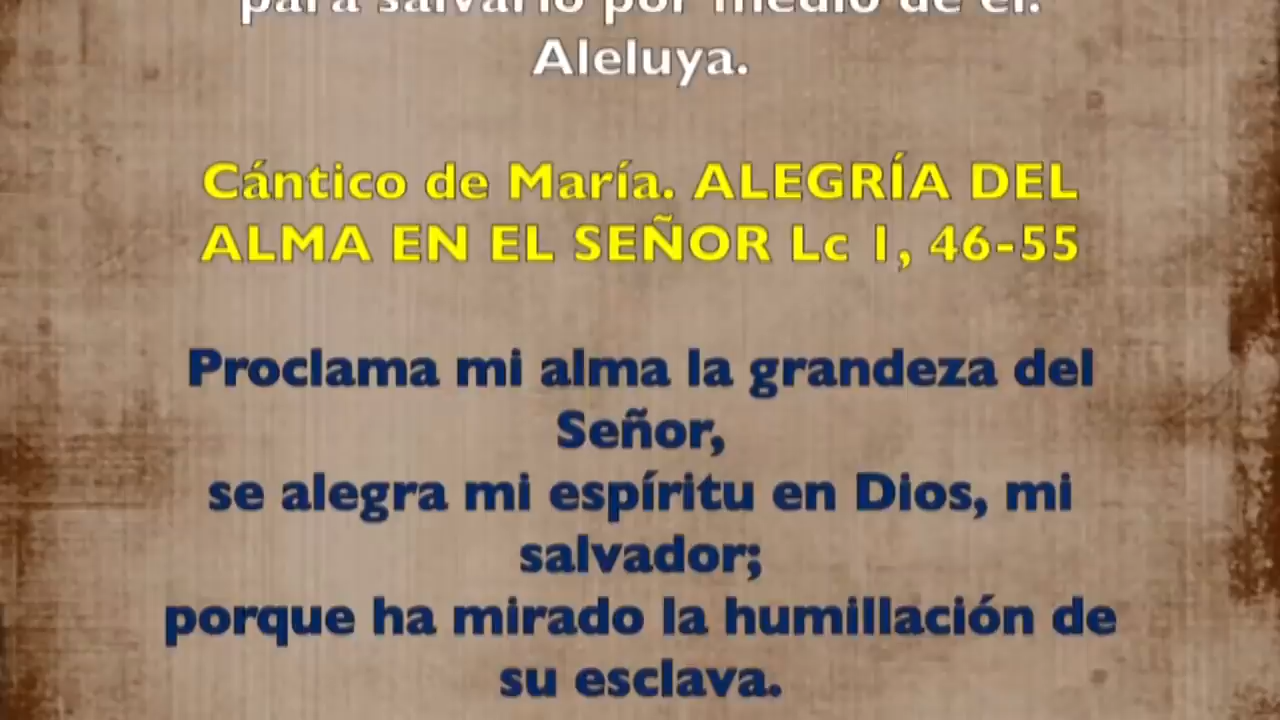 para salvarlo por medio de él.
Aleluya.
Cántico de María. ALEGRÍA DEL
ALMA EN EL SEÑOR Lc 1, 46-55
Proclama mi alma la grandeza del
Señor,
se alegra mi espíritu en Dios, mi
salvador;
porque ha mirado la humillación de
su esclava.